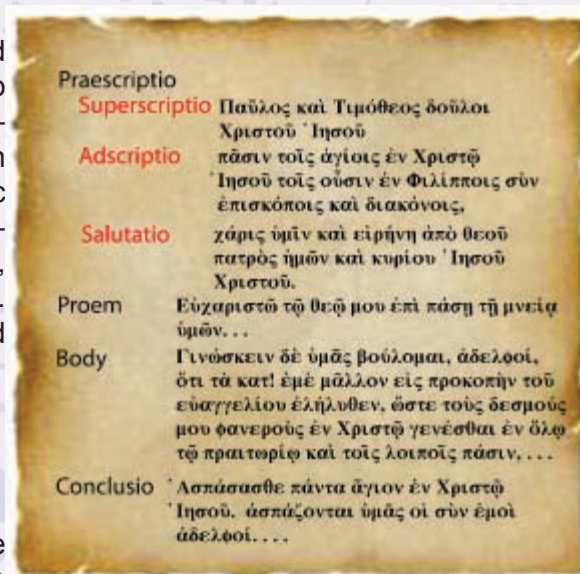 Praescriptio
Superscriptio Παῦλος καὶ Τιμόθεος δοῦλοι
Χριστοῦ Ἰησοῦ
Adscriptio πᾶσιν τοῖς ἁγίοις ἐν Χριστῷ
Ἰησοῦ τοῖς οὖσιν ἐν Φιλίπποις σὺν
ἐπισκόποις καὶ διακόνοις,
Salutatio χάρις ὑμῖν καὶ εἰρήνη ἀπὸ θεοῦ
πατρὸς ἡμῶν καὶ κυρίου Ἰησοῦ
Χριστοῦ.
Proem Εὐχαριστῶ τῷ θεῷ μου ἐπὶ πάσῃ τῇ μνείᾳ
ὑμῶν...
Body Γινώσκειν δὲ ὑμᾶς βούλομαι, ἀδελφοί,
ὅτι τὰ κατ! ἐμὲ μᾶλλον εἰς προκοπὴν τοῦ
εὐαγγελίου ἐλήλυθεν, ὥστε τοὺς δεσμούς
μου φανεροὺς ἐν Χριστῷ γενέσθαι ἐν ὅλῳ
τῷ πραιτωρίῳ καὶ τοῖς λοιποῖς πᾶσιν, ...
Conclusio Ἀσπάσασθε πάντα ἅγιον ἐν Χριστῷ
Ἰησοῦ. ἀσπάζονται ὑμᾶς οἱ σὺν ἐμοὶ
ἀδελφοί....